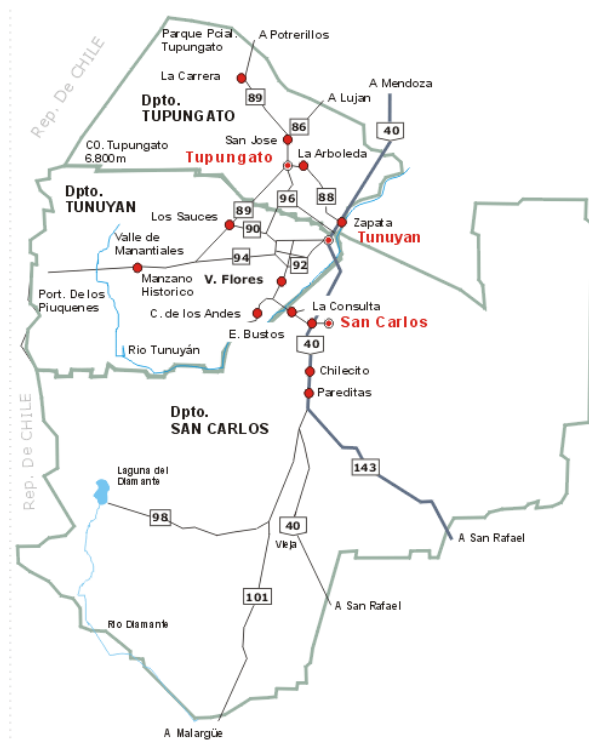 Parque Pcial.
Tupungato
A Potrerillos
La Carrera
A Mendoza
89
Dpto.
TUPUNGATO
A Lujan
86
40
Rep. De CHILE
San Jose
C0. Tupungato
6.800m
Tupungato
La Arboleda
Dpto.
TUNUYAN
96
88
89
Los Sauces
90
Zapata
Tunuyan
Valle de
Manantiales
94
92
V. Flores
Port. De los
Piuquenes
Manzano
Historico
C. de los Andes
La Consulta
E. Bustos
San Carlos
Rio Tunuyán
40
Chilecito
Pareditas
Dpto.
SAN CARLOS
Rep. De CHILE
143
Laguna del
Diamante
98
40
Vieja
A San Rafael
101
A San Rafael
Rio Diamante
A Malargüe